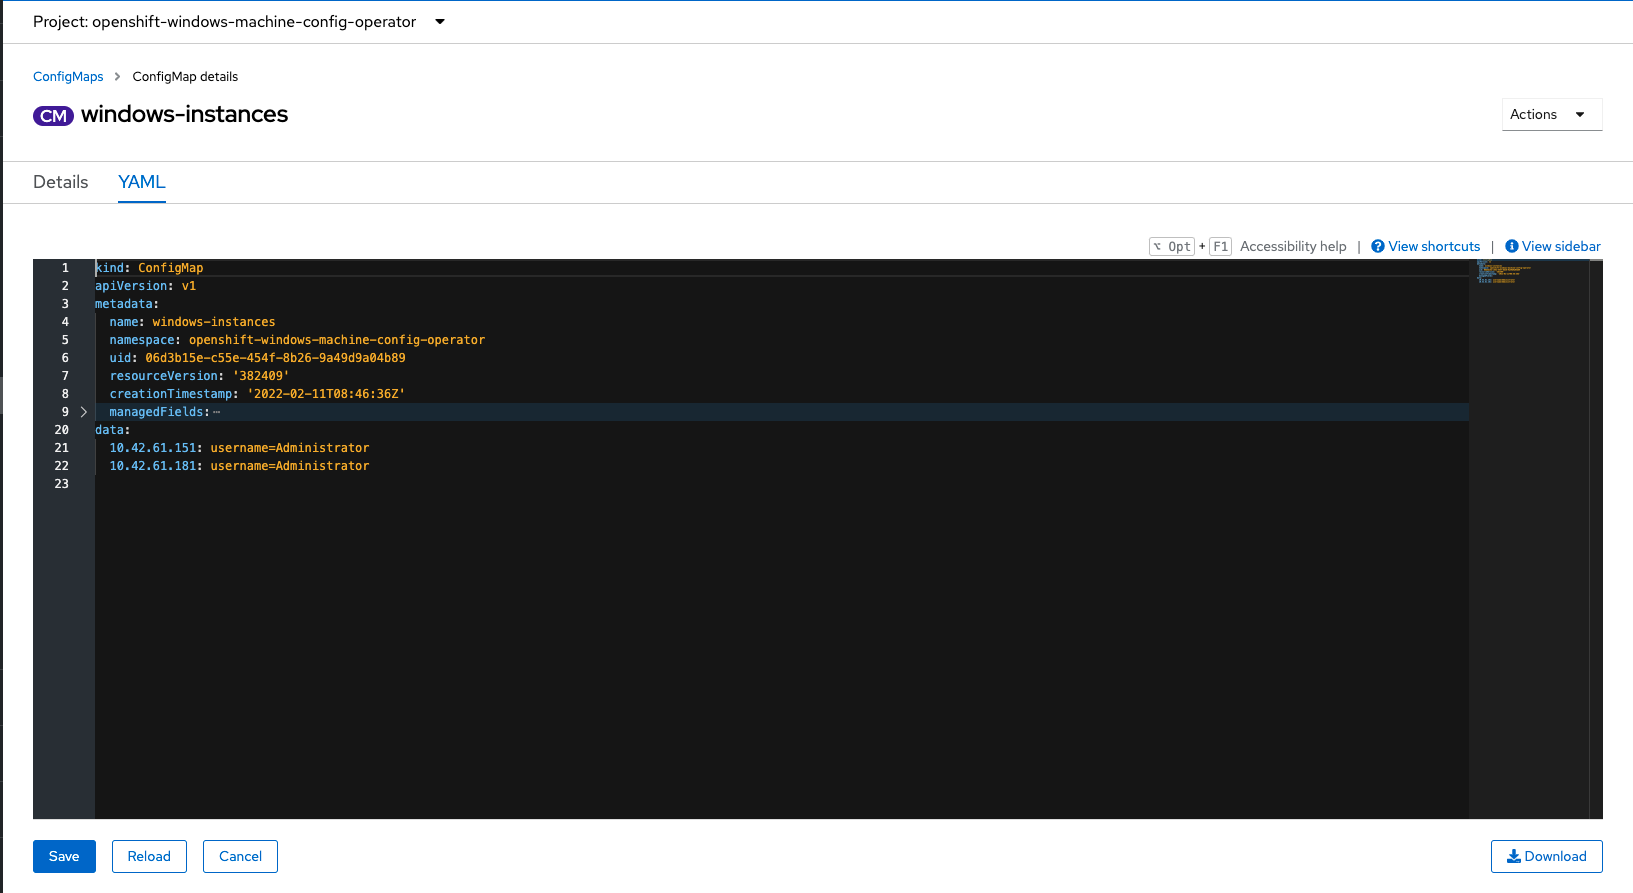 Project: openshift-windows-machine-config-operator
ConfigMaps > ConfigMap details
CM windows-instances
Actions
Details YAML
⌥ Opt + F1 Accessibility help | View shortcuts | View sidebar
1 kind: ConfigMap
2 apiVersion: v1
3 metadata:
4 name: windows-instances
5 namespace: openshift-windows-machine-config-operator
6 uid: 06d3b15e-c55e-454f-8b26-9a49d9a04b89
7 resourceVersion: '382409'
8 creationTimestamp: '2022-02-11T08:46:36Z'
9 > managedFields:⋯
20 data:
21 10.42.61.151: username=Administrator
22 10.42.61.181: username=Administrator
23
Save Reload Cancel Download